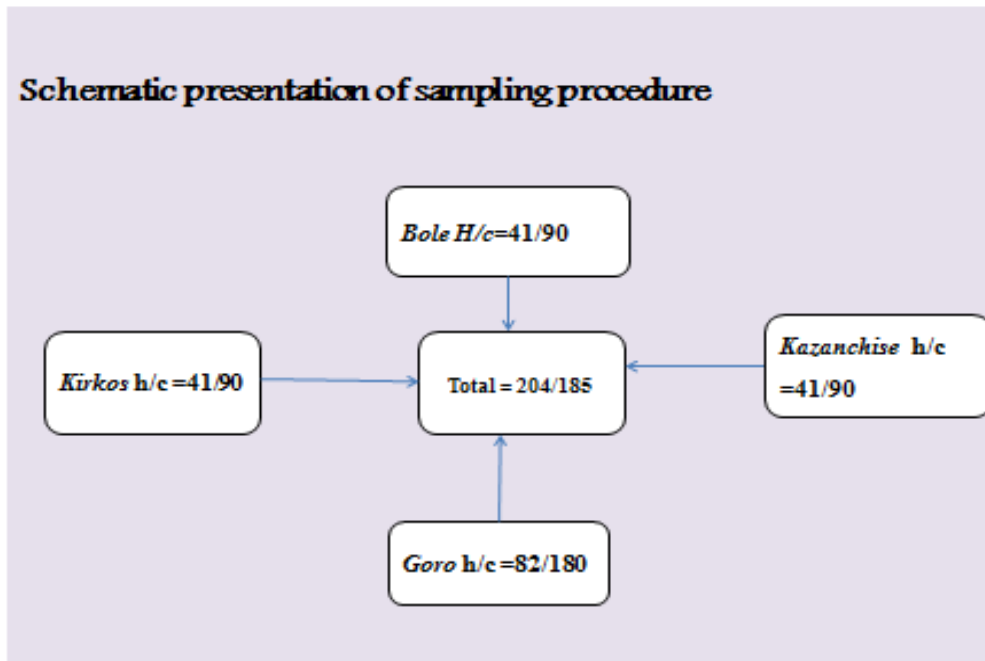 Schematic presentation of sampling procedure
Bole H/c=41/90
Kirkos h/c =41/90
Total = 204/185
Kazanchise h/c
=41/90
Goro h/c =82/180